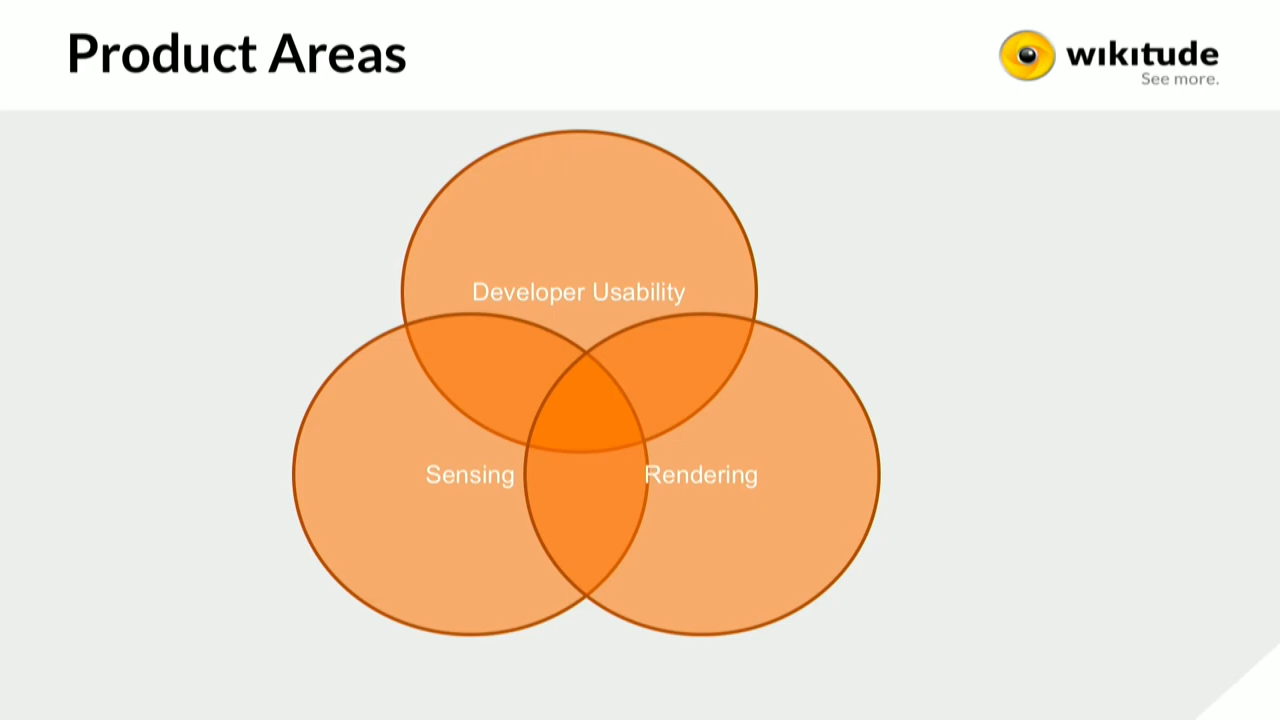 Product Areas
wikitude
See more.
Developer Usability
Sensing
Rendering